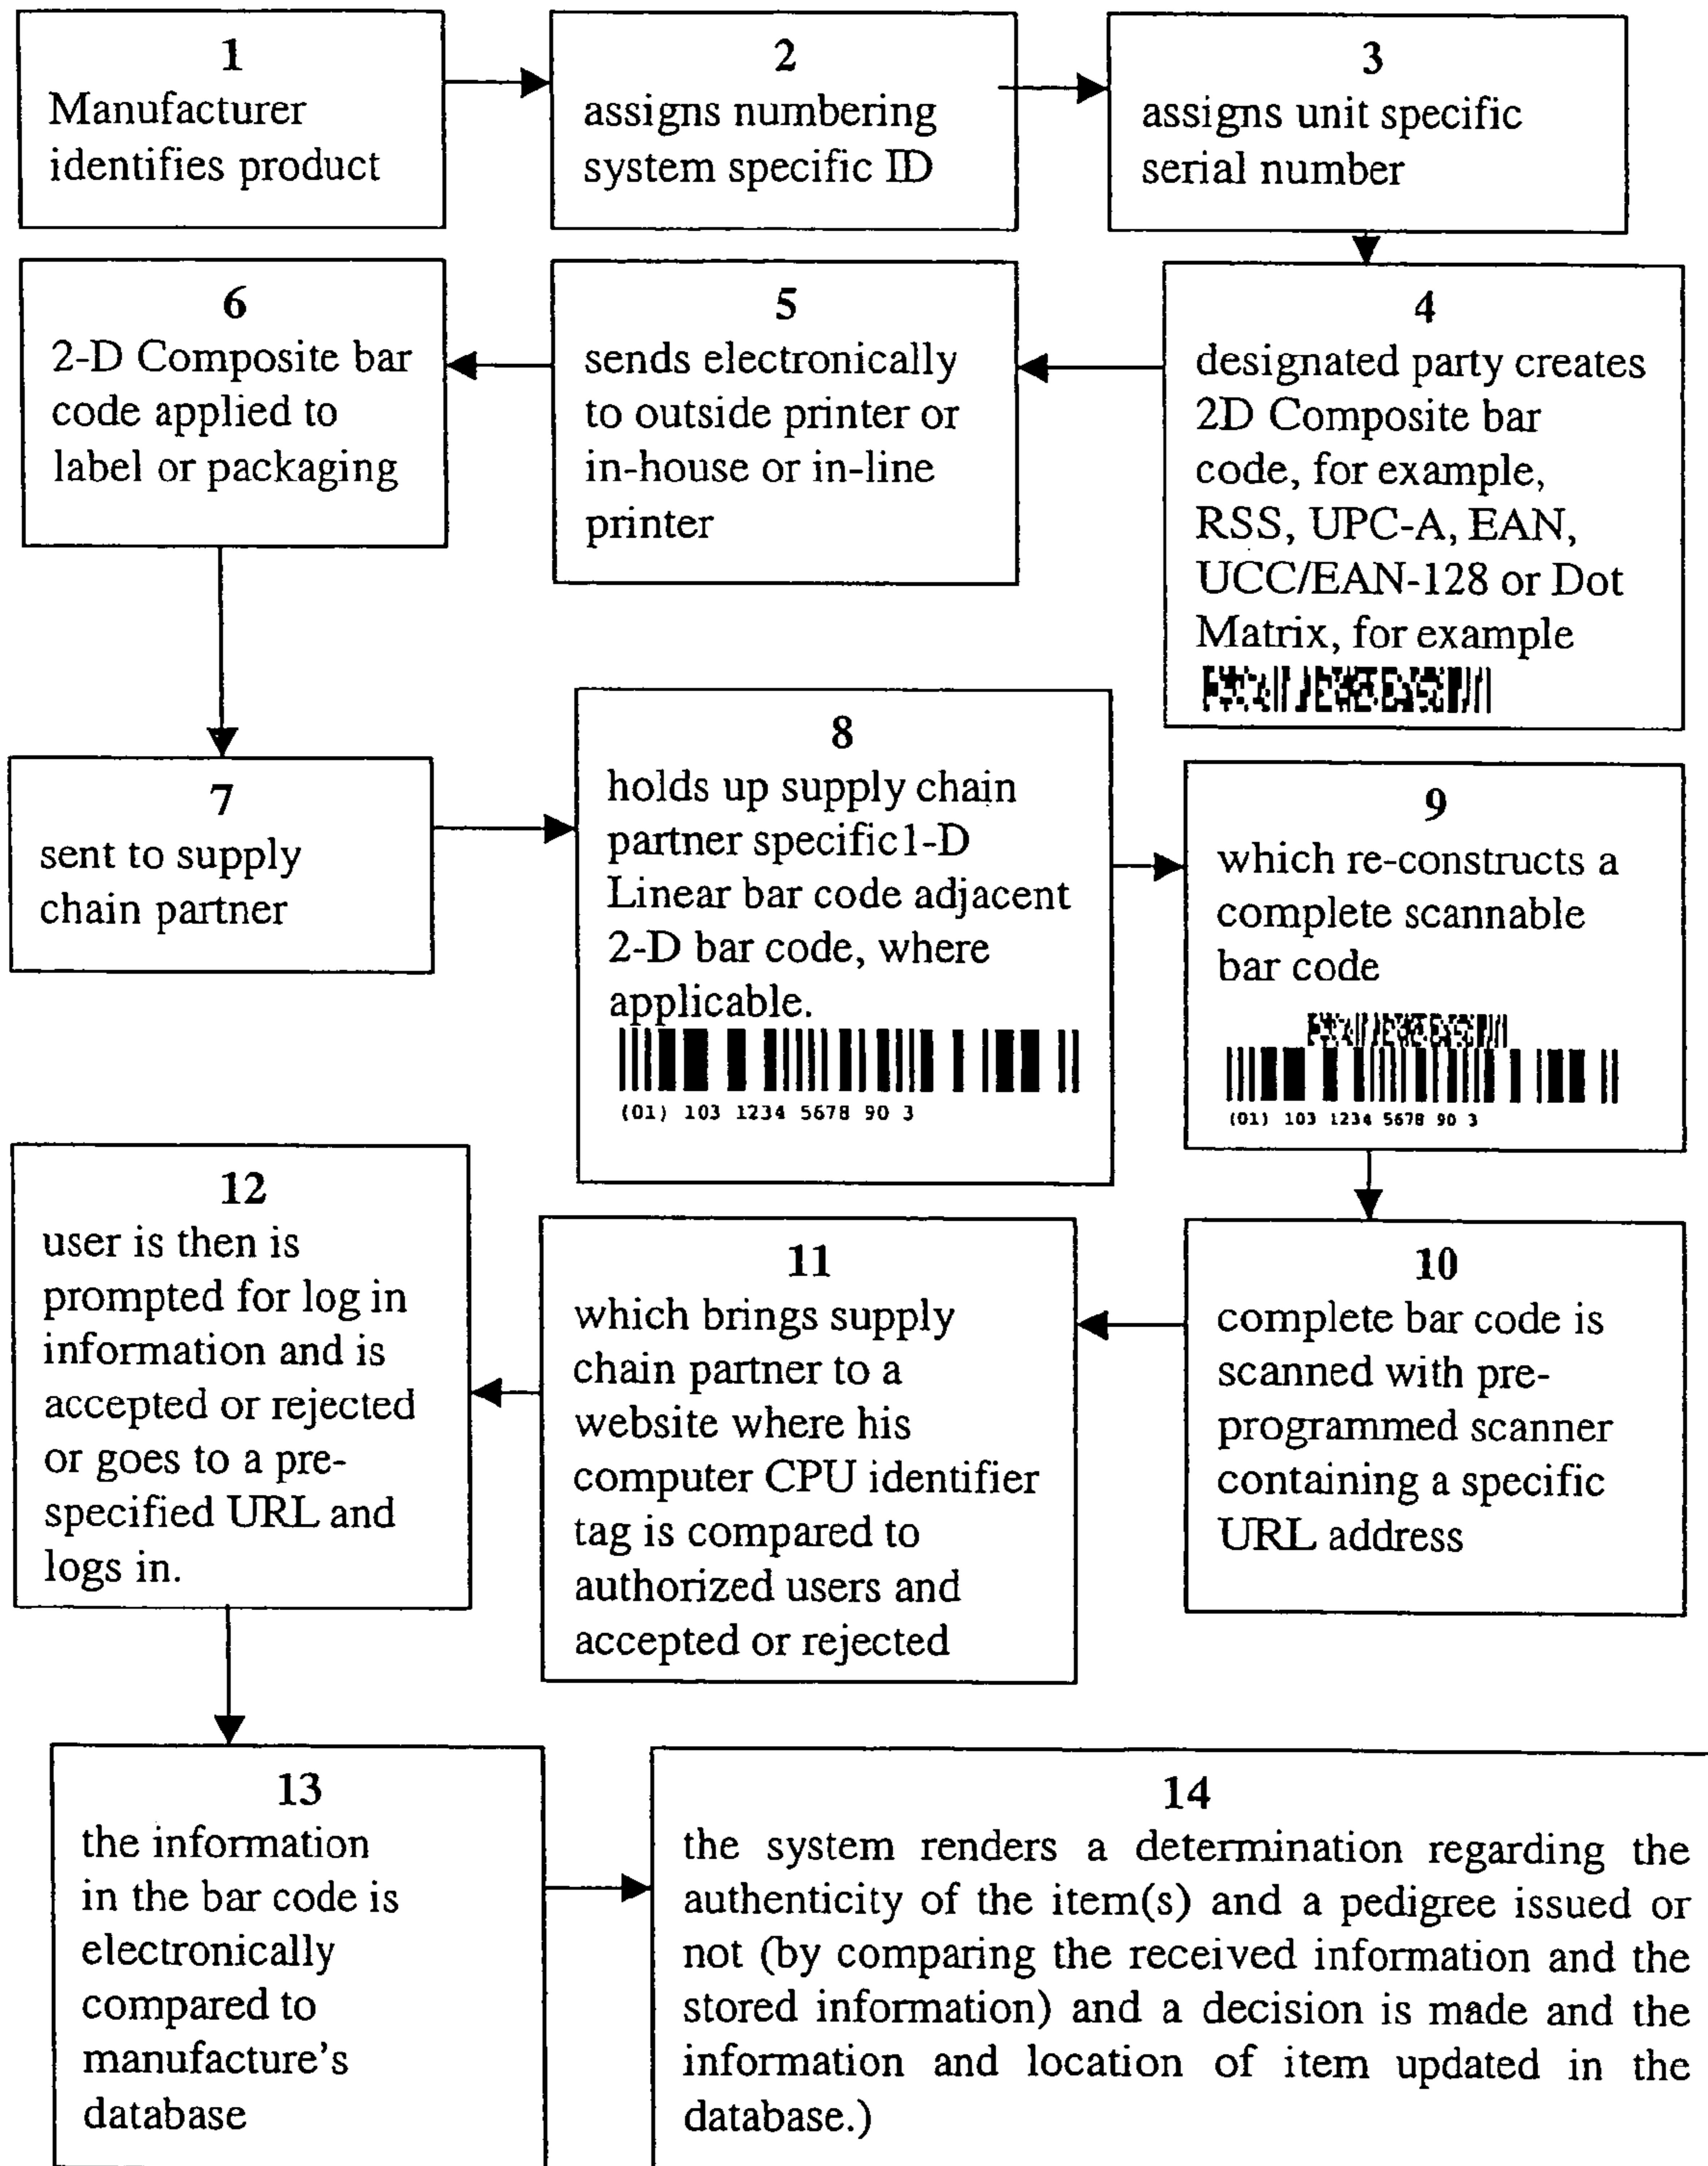 1
Manufacturer
identifies product
2
assigns numbering
system specific ID
3
assigns unit specific
serial number
4
designated party creates
2D Composite bar
code, for example,
RSS, UPC-A, EAN,
UCC/EAN-128 or Dot
Matrix, for example
5
sends electronically
to outside printer or
in-house or in-line
printer
6
2-D Composite bar
code applied to
label or packaging
7
sent to supply
chain partner
8
holds up supply chain
partner specific1-D
Linear bar code adjacent
2-D bar code, where
applicable.
(01) 103 1234 5678 90 3
9
which re-constructs a
complete scannable
bar code
(01) 103 1234 5678 90 3
10
complete bar code is
scanned with pre-
programmed scanner
containing a specific
URL address
11
which brings supply
chain partner to a
website where his
computer CPU identifier
tag is compared to
authorized users and
accepted or rejected
12
user is then is
prompted for log in
information and is
accepted or rejected
or goes to a pre-
specified URL and
logs in.
13
the information
in the bar code is
electronically
compared to
manufacture's
database
14
the system renders a determination regarding the
authenticity of the item(s) and a pedigree issued or
not (by comparing the received information and the
stored information) and a decision is made and the
information and location of item updated in the
database.)